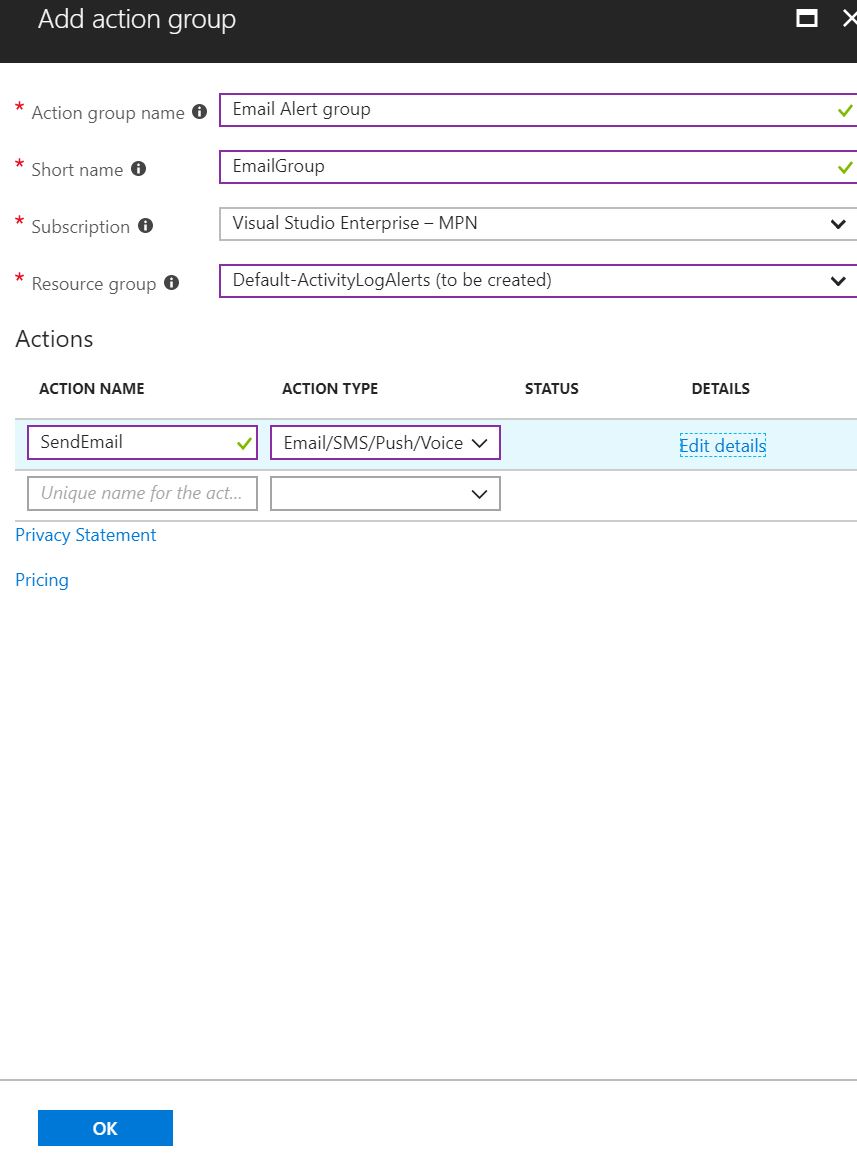 Add action group
* Action group name Email Alert group
* Short name EmailGroup
* Subscription Visual Studio Enterprise – MPN
* Resource group Default-ActivityLogAlerts (to be created)
Actions
ACTION NAME ACTION TYPE STATUS DETAILS
SendEmail Email/SMS/Push/Voice Edit details
Unique name for the act...
Privacy Statement
Pricing
OK